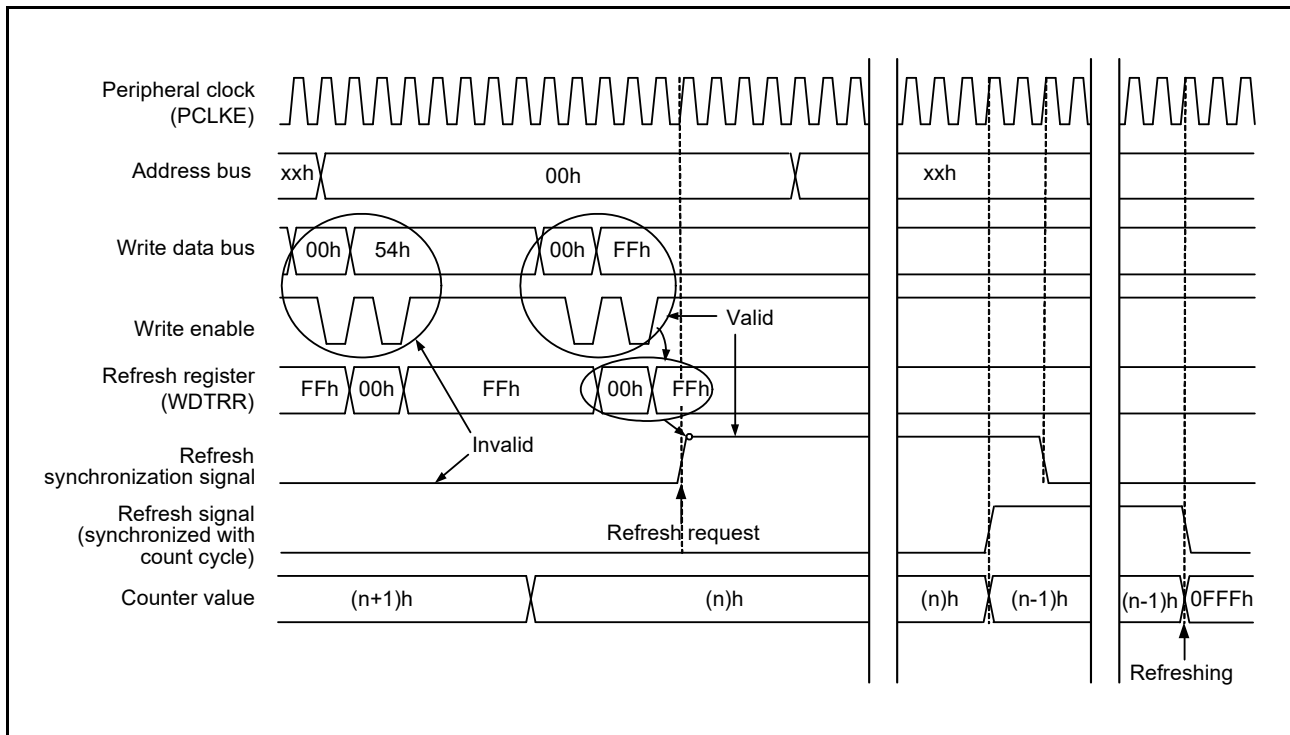 Peripheral clock
(PCLKE)
Address bus
xxh
00h
xxh
Write data bus
00h
54h
00h
FFh
Write enable
Valid
Refresh register
(WDTRR)
FFh
00h
FFh
00h
FFh
Invalid
Refresh
synchronization signal
Refresh signal
(synchronized with
count cycle)
Refresh request
Counter value
(n+1)h
(n)h
(n)h
(n-1)h
(n-1)h
0FFFh
Refreshing